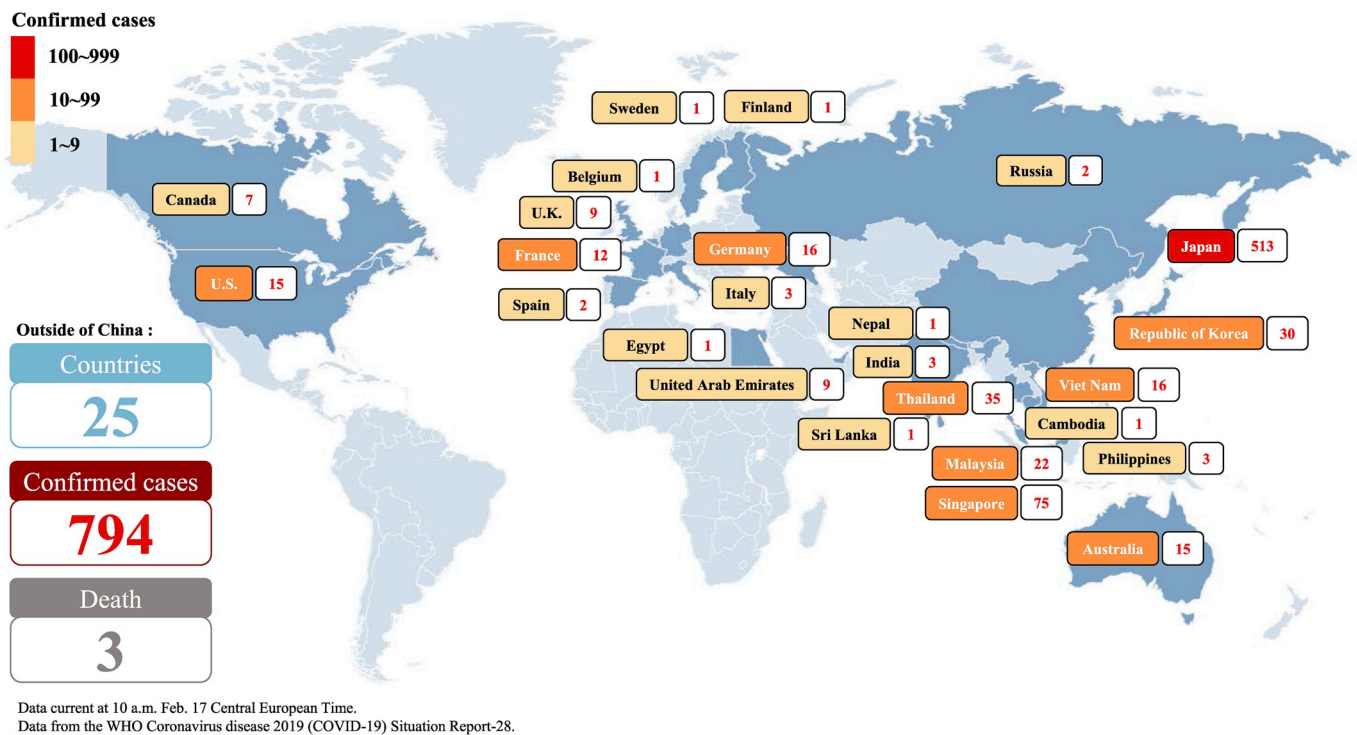 Confirmed cases
100~999
10~99
1~9
Sweden 1
Finland 1
Belgium 1
Russia 2
Canada 7
U.K. 9
France 12
Germany 16
Japan 513
U.S. 15
Italy 3
Spain 2
Nepal 1
Republic of Korea 30
Egypt 1
India 3
United Arab Emirates 9
Viet Nam 16
Thailand 35
Cambodia 1
Sri Lanka 1
Malaysia 22
Philippines 3
Singapore 75
Australia 15
Outside of China :
Countries
25
Confirmed cases
794
Death
3
Data current at 10 a.m. Feb. 17 Central European Time.
Data from the WHO Coronavirus disease 2019 (COVID-19) Situation Report-28.